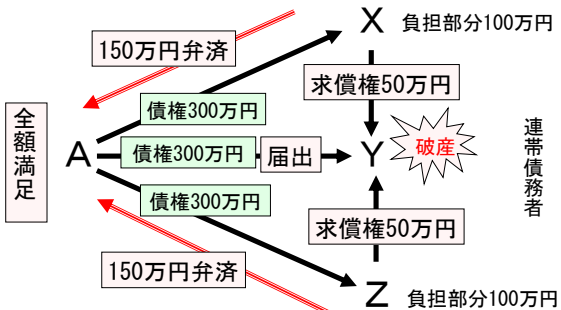 X 負担部分100万円
150万円弁済
求償権50万円
債権300万円
全額満足
A
債権300万円
届出
Y
破産
連帯債務者
債権300万円
求償権50万円
150万円弁済
Z 負担部分100万円